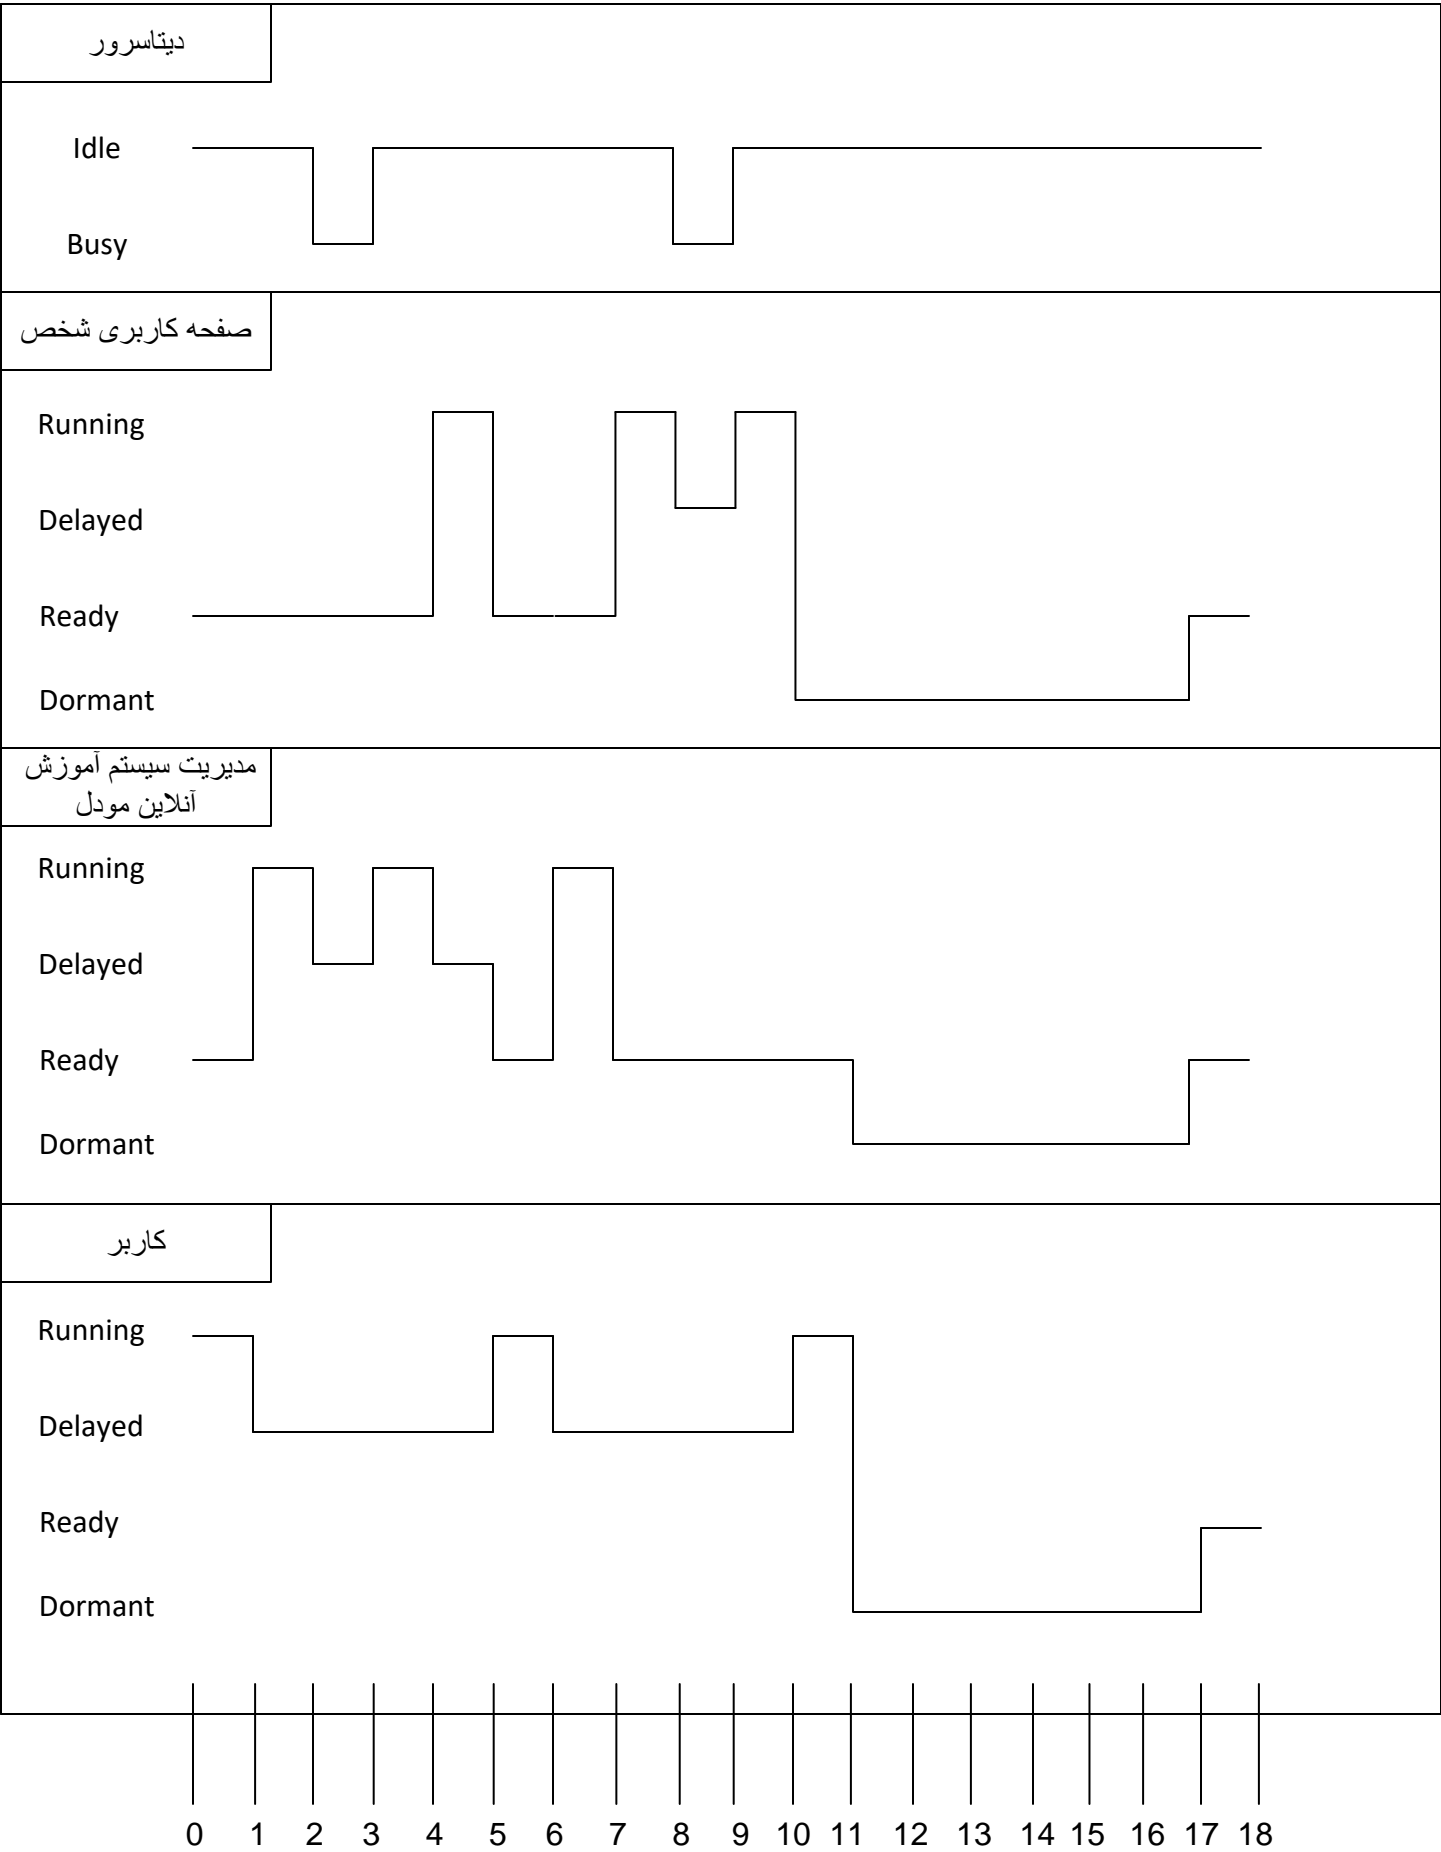 دیتاسرور
Idle
Busy
صفحه کاربری شخص
Running
Delayed
Ready
Dormant
مدیریت سیستم آموزش
آنلاین مودل
Running
Delayed
Ready
Dormant
کاربر
Running
Delayed
Ready
Dormant
0 1 2 3 4 5 6 7 8 9 10 11 12 13 14 15 16 17 18